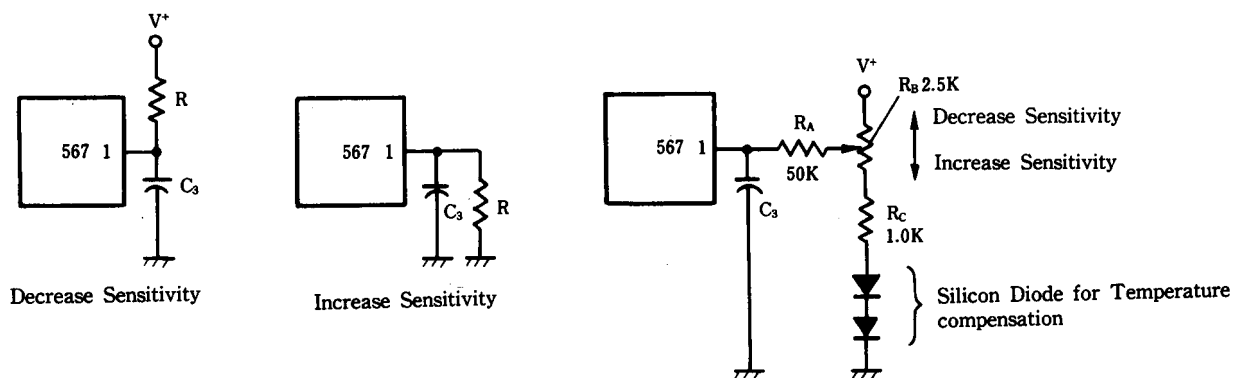 V+
R
567 1
C3
Decrease Sensitivity
567 1
C3
R
Increase Sensitivity
V+
RB 2.5K
Decrease Sensitivity
Increase Sensitivity
RA
567 1
50K
C3
RC
1.0K
Silicon Diode for Temperature
compensation